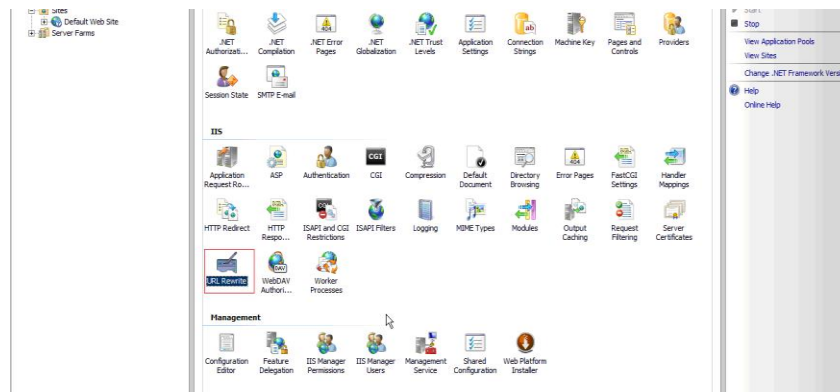 Sites
Default Web Site
Server Farms
.NET Authorizati...
.NET Compilation
.NET Error Pages
.NET Globalization
.NET Trust Levels
Application Settings
Connection Strings
Machine Key
Pages and Controls
Providers
Session State
SMTP E-mail
IIS
Application Request Ro...
ASP
Authentication
CGI
Compression
Default Document
Directory Browsing
Error Pages
FastCGI Settings
Handler Mappings
HTTP Redirect
HTTP Respo...
ISAPI and CGI Restrictions
ISAPI Filters
Logging
MIME Types
Modules
Output Caching
Request Filtering
Server Certificates
URL Rewrite
WebDAV Authori...
Worker Processes
Management
Configuration Editor
Feature Delegation
IIS Manager Permissions
IIS Manager Users
Management Service
Shared Configuration
Web Platform Installer
Start
Stop
View Application Pools
View Sites
Change .NET Framework Versi
Help
Online Help